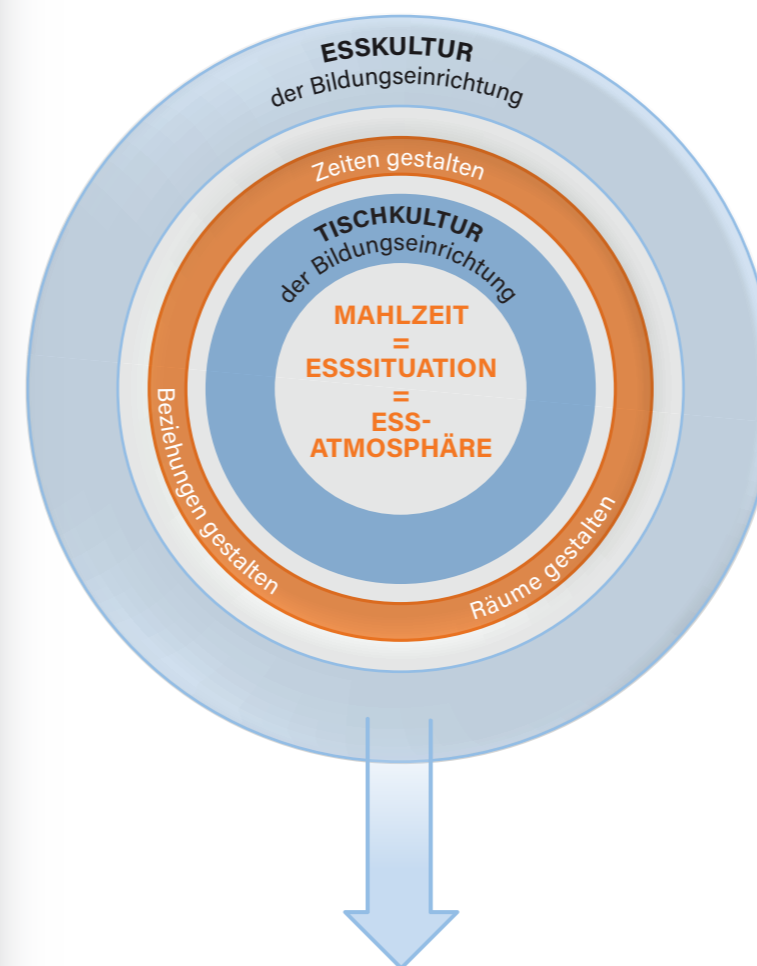 ESSKULTUR
der Bildungseinrichtung
Zeiten gestalten
TISCHKULTUR
der Bildungseinrichtung
MAHLZEIT
=
ESSSITUATION
=
ESS-
ATMOSPHÄRE
Beziehungen gestalten
Räume gestalten